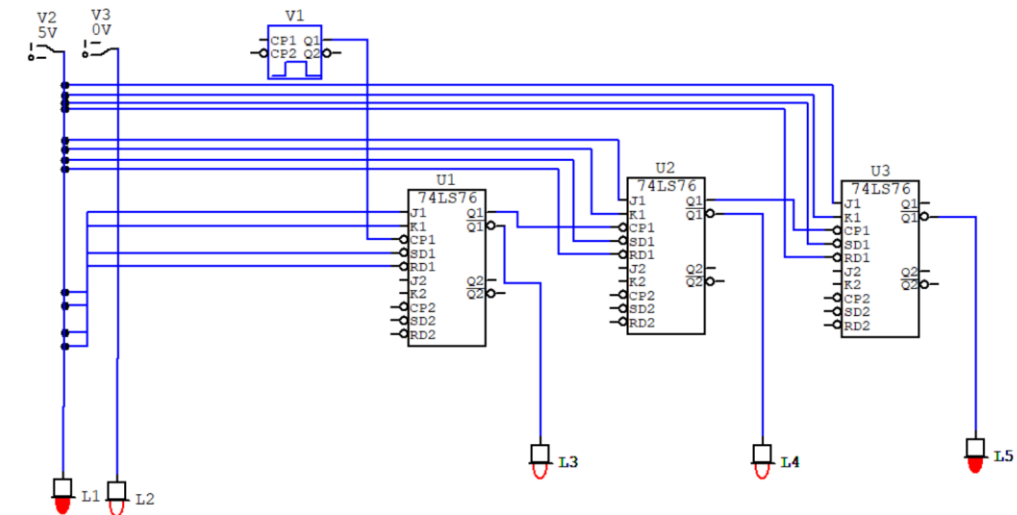 V2
5V
V3
0V
V1
CP1 Q1
CP2 Q2
U1
74LS76
J1 Q1
K1 Q1
CP1
SD1
RD1
J2 Q2
K2 Q2
CP2
SD2
RD2
U2
74LS76
J1 Q1
K1 Q1
CP1
SD1
RD1
J2 Q2
K2 Q2
CP2
SD2
RD2
U3
74LS76
J1 Q1
K1 Q1
CP1
SD1
RD1
J2 Q2
K2 Q2
CP2
SD2
RD2
L1
L2
L3
L4
L5